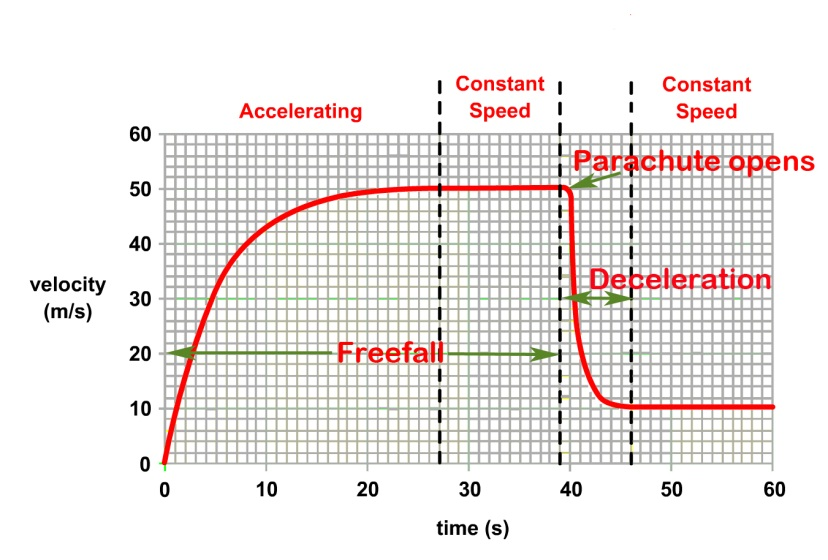 Constant
Speed
Constant
Speed
Accelerating
60
Parachute opens
50
40
Deceleration
velocity
(m/s)
30
Freefall
20
10
0
0 10 20 30 40 50 60
time (s)